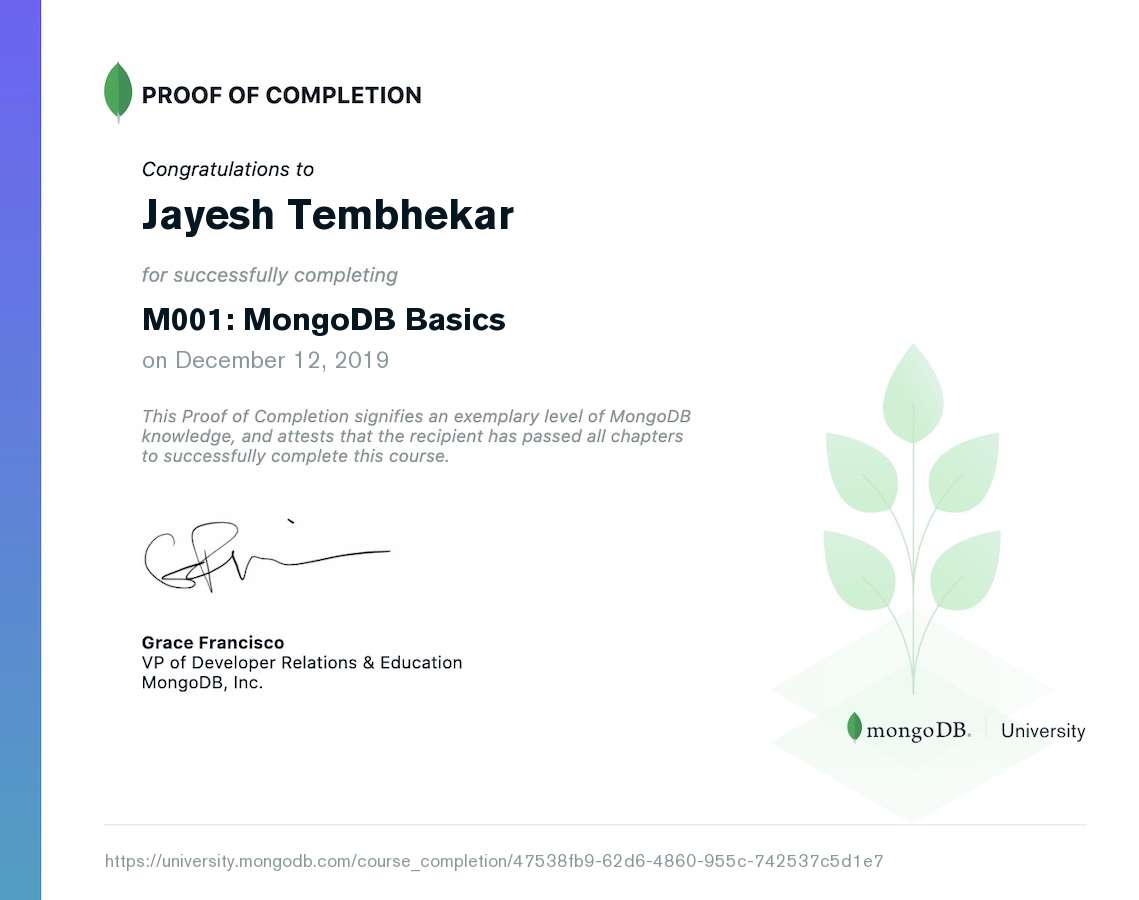 PROOF OF COMPLETION
Congratulations to
Jayesh Tembhekar
for successfully completing
M001: MongoDB Basics
on December 12, 2019
This Proof of Completion signifies an exemplary level of MongoDB
knowledge, and attests that the recipient has passed all chapters
to successfully complete this course.
Grace Francisco
VP of Developer Relations & Education
MongoDB, Inc.
mongoDB. University
https://university.mongodb.com/course_completion/47538fb9-62d6-4860-955c-742537c5d1e7